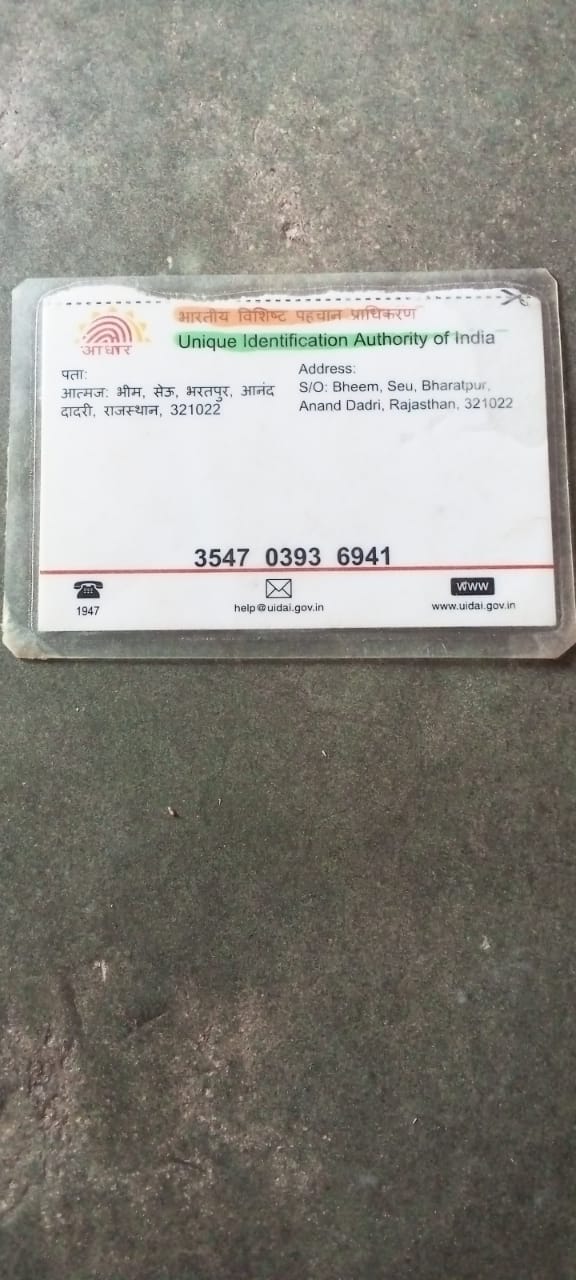 भारतीय विशिष्ट पहचान प्राधिकरण
Unique Identification Authority of India
आधार
पता:
आत्मज: भीम, सेऊ, भरतपुर, आनंद
दादरी, राजस्थान, 321022
Address:
S/O: Bheem, Seu, Bharatpur,
Anand Dadri, Rajasthan, 321022
3547 0393 6941
1947
help@uidai.gov.in
www
www.uidai.gov.in